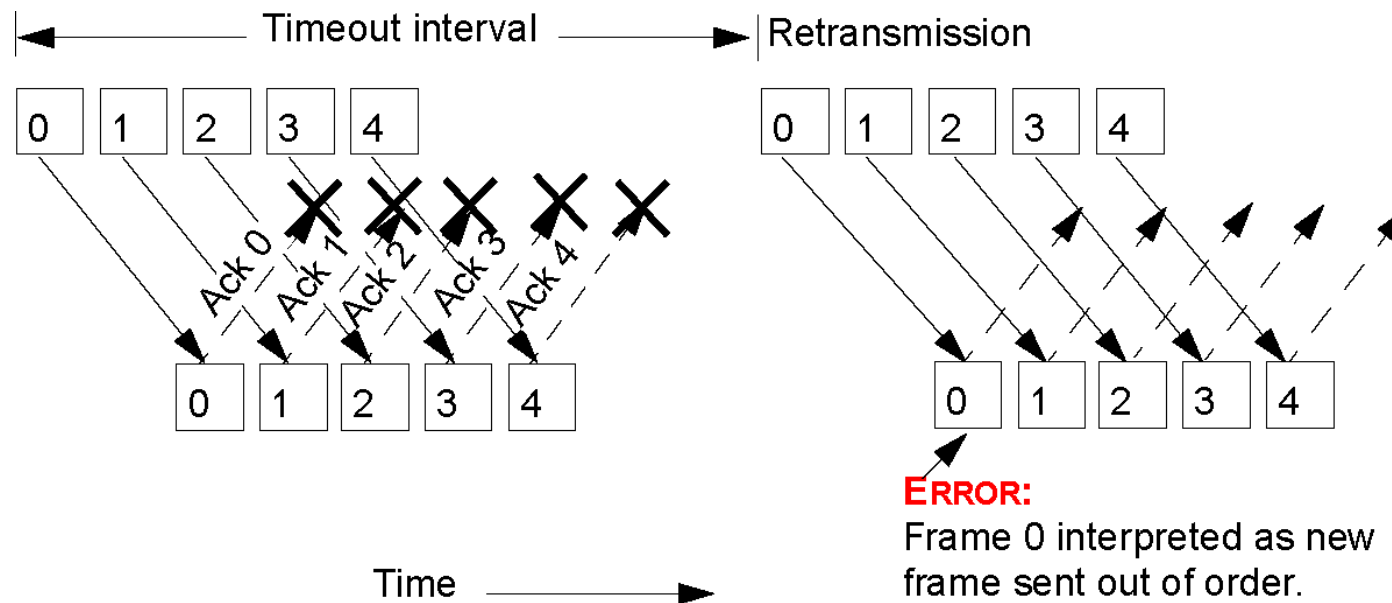 Timeout interval
Retransmission
0 1 2 3 4
0 1 2 3 4
Ack 0
Ack 1
Ack 2
Ack 3
Ack 4
0 1 2 3 4
0 1 2 3 4
ERROR:
Frame 0 interpreted as new
frame sent out of order.
Time